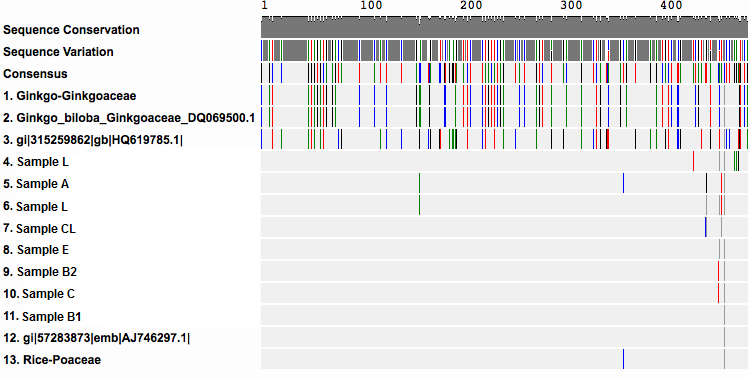 1 100 200 300 400
Sequence Conservation
Sequence Variation
Consensus
1. Ginkgo-Ginkgoaceae
2. Ginkgo_biloba_Ginkgoaceae_DQ069500.1
3. gi|315259862|gb|HQ619785.1|
4. Sample L
5. Sample A
6. Sample L
7. Sample CL
8. Sample E
9. Sample B2
10. Sample C
11. Sample B1
12. gi|57283873|emb|AJ746297.1|
13. Rice-Poaceae